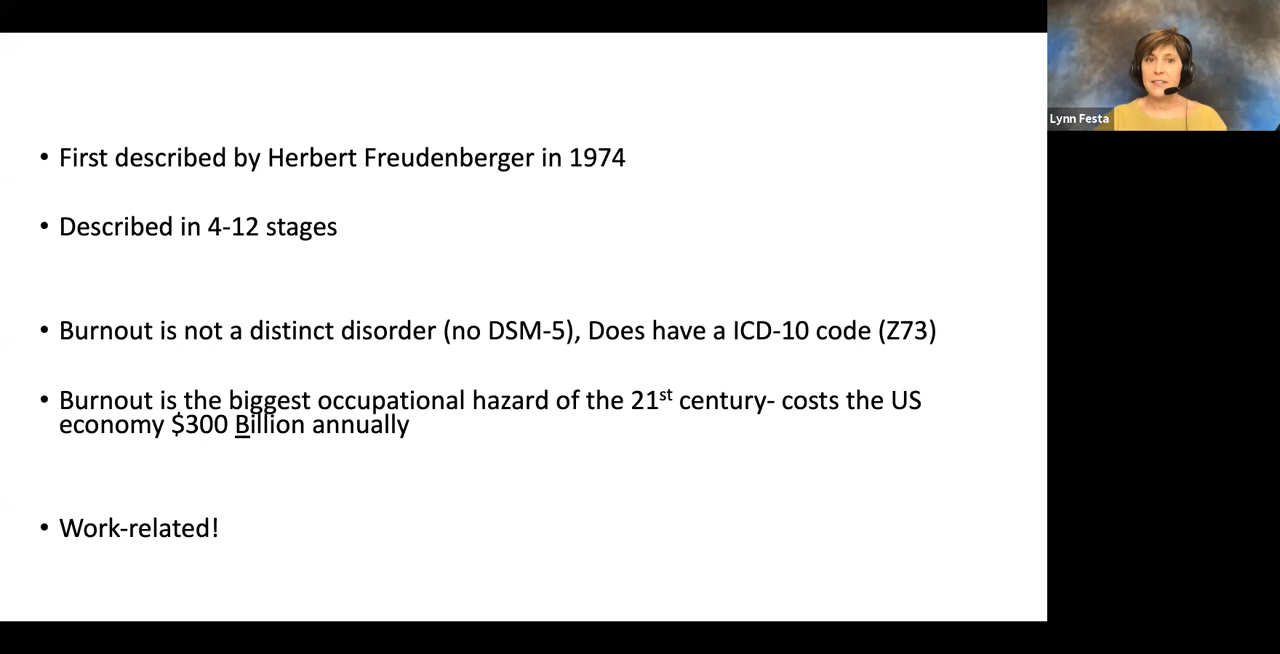 • First described by Herbert Freudenberger in 1974
• Described in 4-12 stages
• Burnout is not a distinct disorder (no DSM-5), Does have a ICD-10 code (Z73)
• Burnout is the biggest occupational hazard of the 21st century- costs the US
economy $300 Billion annually
• Work-related!
Lynn Festa